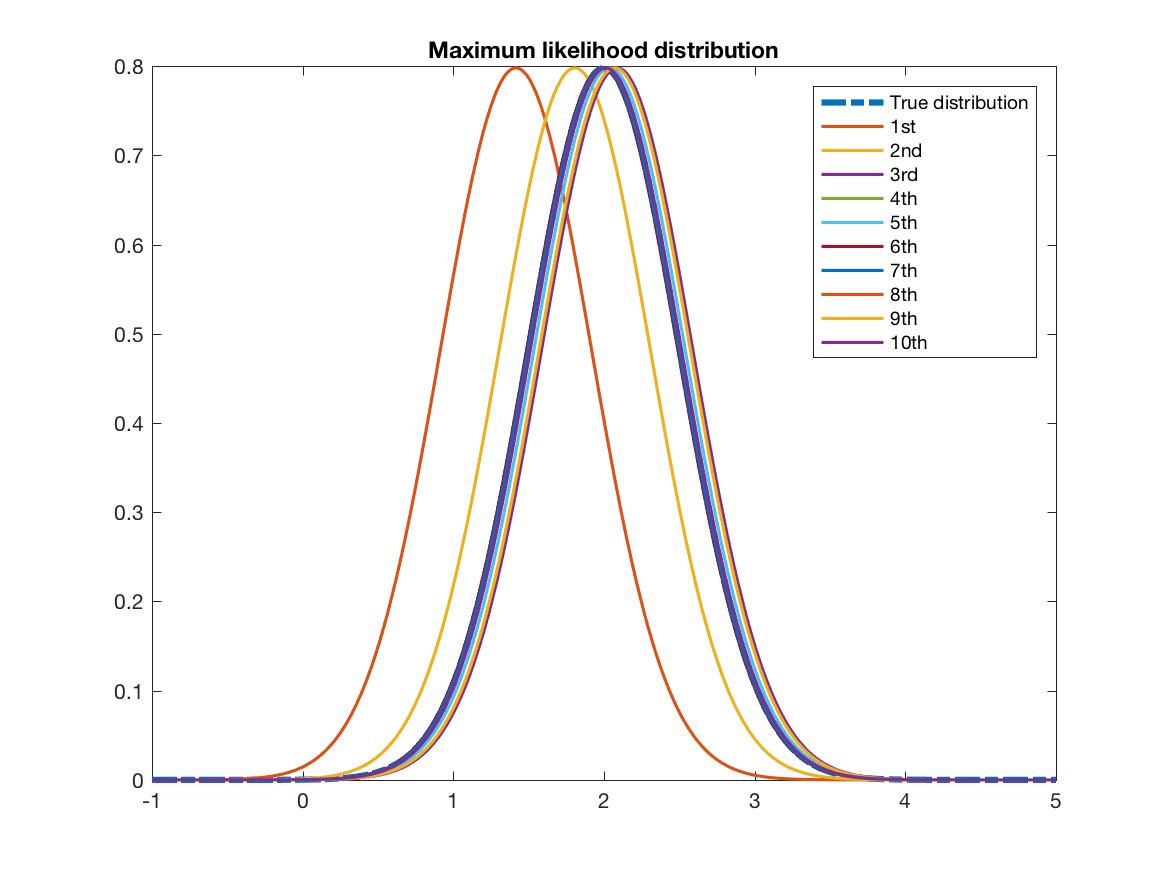 Maximum likelihood distribution
0.8
0.7
0.6
0.5
0.4
0.3
0.2
0.1
0
-1 0 1 2 3 4 5
True distribution
1st
2nd
3rd
4th
5th
6th
7th
8th
9th
10th